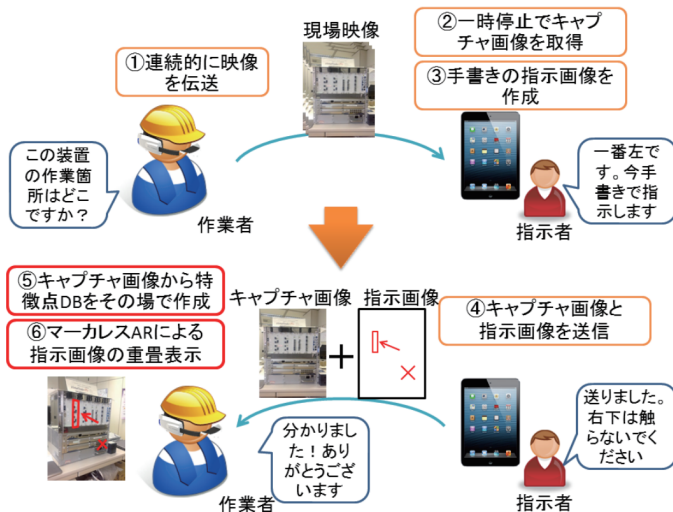 ①連続的に映像
を伝送
現場映像
②一時停止でキャプ
チャ画像を取得
③手書きの指示画像を
作成
この装置
の作業箇
所はどこ
ですか？
作業者
一番左で
す。今手
書きで指
示します
指示者
⑤キャプチャ画像から特
徴点DBをその場で作成
⑥マーカレスARによる
指示画像の重畳表示
キャプチャ画像
指示画像
+
④キャプチャ画像と
指示画像を送信
分かりまし
た！あり
がとうござ
います
作業者
送りました。
右下は触
らないでく
ださい
指示者